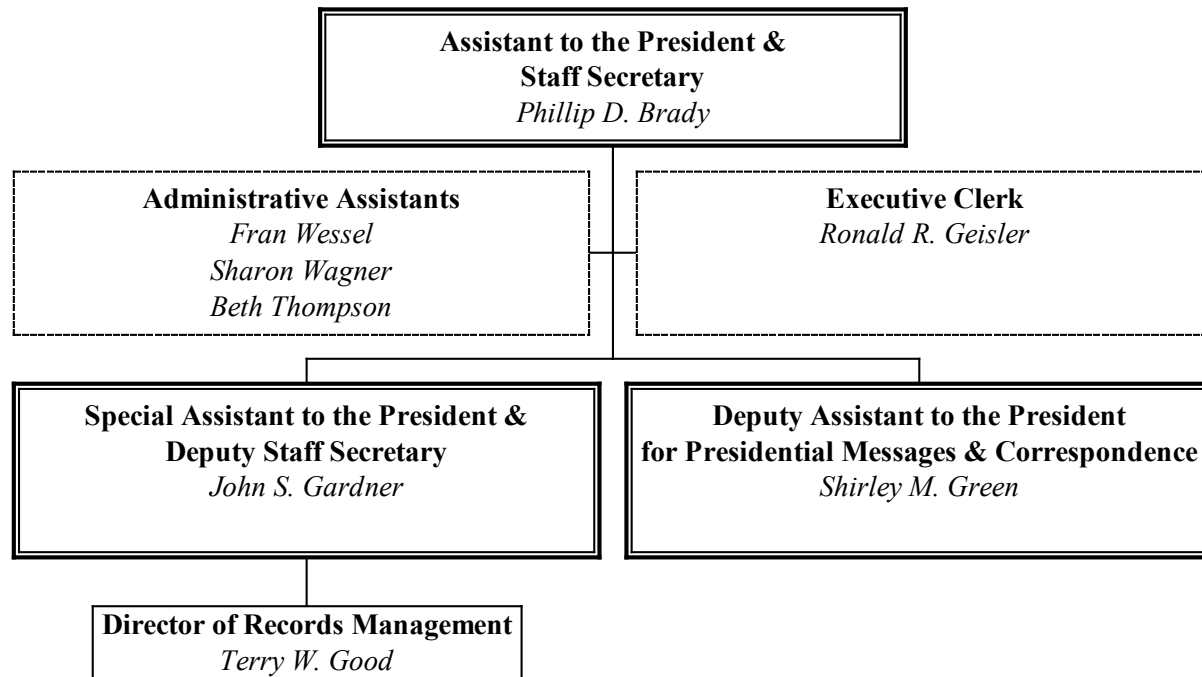 Assistant to the President &
Staff Secretary
Phillip D. Brady
Administrative Assistants
Fran Wessel
Sharon Wagner
Beth Thompson
Executive Clerk
Ronald R. Geisler
Special Assistant to the President &
Deputy Staff Secretary
John S. Gardner
Deputy Assistant to the President
for Presidential Messages & Correspondence
Shirley M. Green
Director of Records Management
Terry W. Good